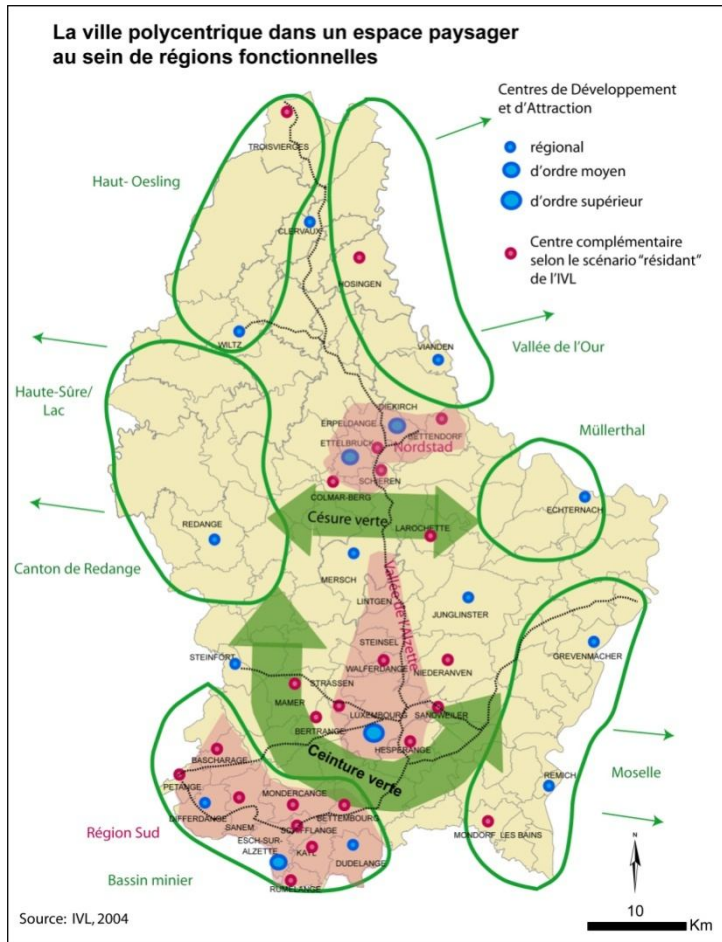 La ville polycentrique dans un espace paysager
au sein de régions fonctionnelles
Centres de Développement
et d'Attraction
régional
d'ordre moyen
d'ordre supérieur
Centre complémentaire
selon le scénario "résidant"
de l'IVL
TROISVIERGES
Haut- Oesling
CLERVAUX
HOSINGEN
WILTZ
VIANDEN
Vallée de l'Our
Haute-Sûre/
Lac
DIEKIRCH
ERPELDANGE
BETTENDORF
ETTELBRUCK
Nordstad
SCHIEREN
COLMAR-BERG
Müllerthal
ECHTERNACH
Césure verte
REDANGE
LAROCHETTE
Canton de Redange
MERSCH
Vallée de l'Alzette
LINTGEN
JUNGLINSTER
STEINSEL
STEINFORT
WALFERDANGE
NIEDERANVEN
GREVENMACHER
STRASSEN
MAMER
LUXEMBOURG
SANDWEILER
BERTRANGE
HESPERANGE
Ceinture verte
BASCHARAGE
PETANGE
MONDERCANGE
REMICH
Moselle
DIFFERDANGE
BETTEMBOURG
SANEM
SCHIFFLANGE
MONDORF LES BAINS
Région Sud
ESCH-SUR-
ALZETTE
KAYL
DUDELANGE
Bassin minier
RUMELANGE
N
10
Km
Source: IVL, 2004